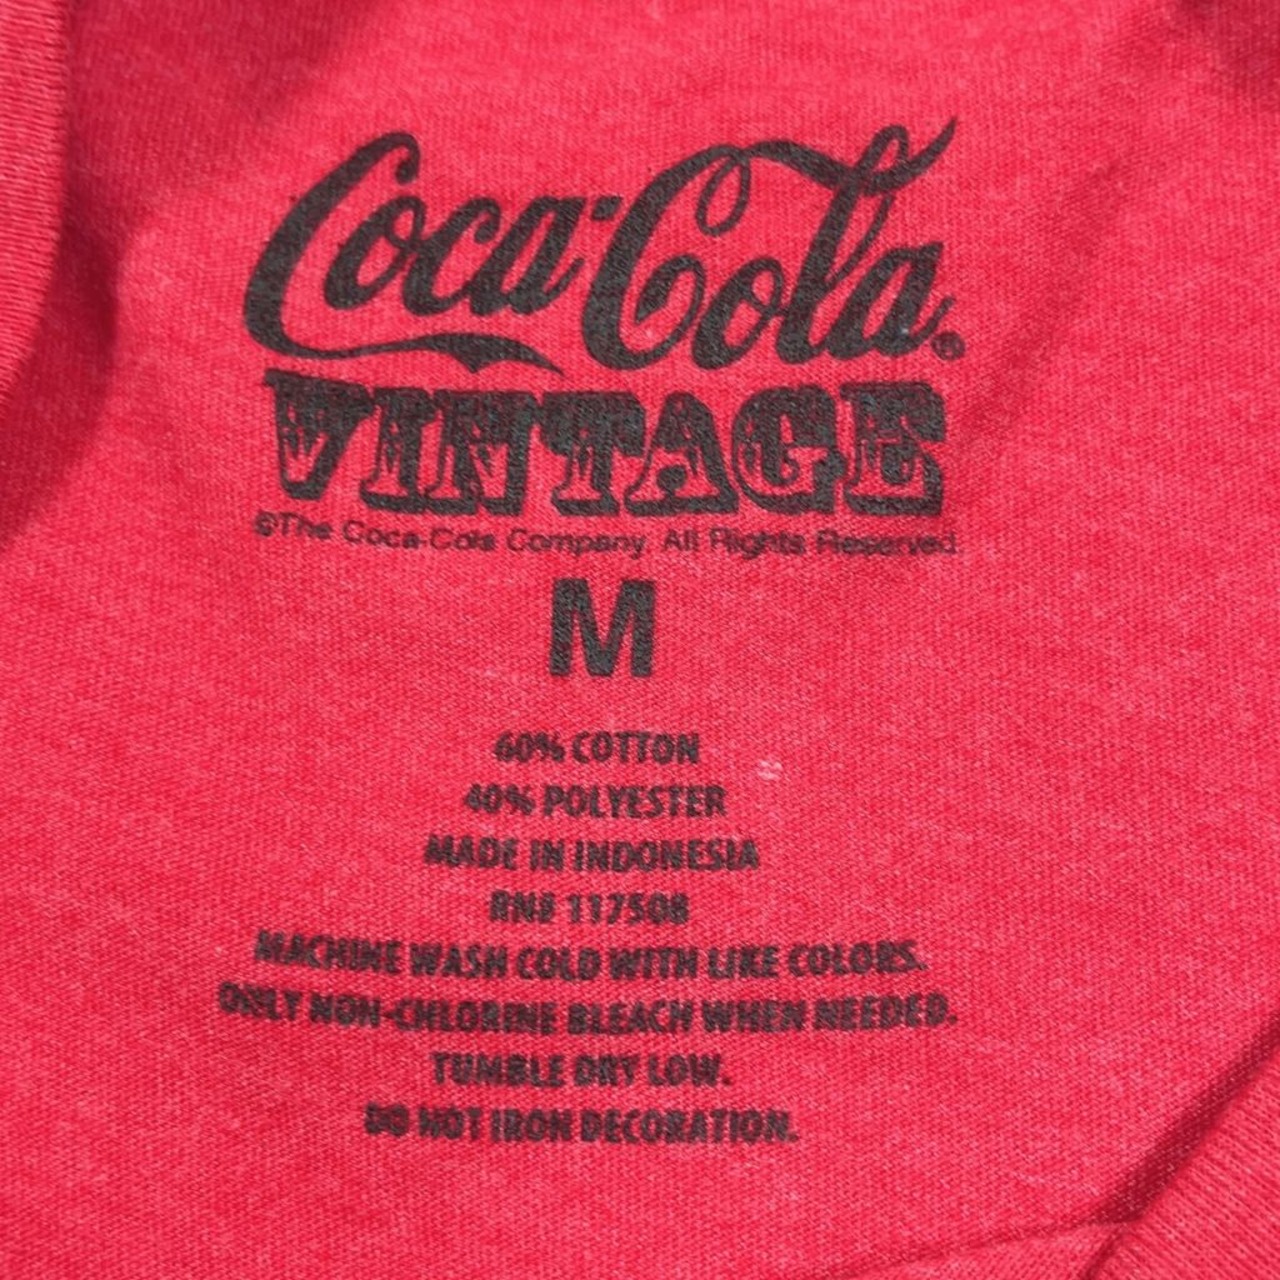 Coca-Cola®
VINTAGE
©The Coca-Cola Company. All Rights Reserved.
M
60% COTTON
40% POLYESTER
MADE IN INDONESIA
RN# 117508
MACHINE WASH COLD WITH LIKE COLORS.
ONLY NON-CHLORINE BLEACH WHEN NEEDED.
TUMBLE DRY LOW.
DO NOT IRON DECORATION.